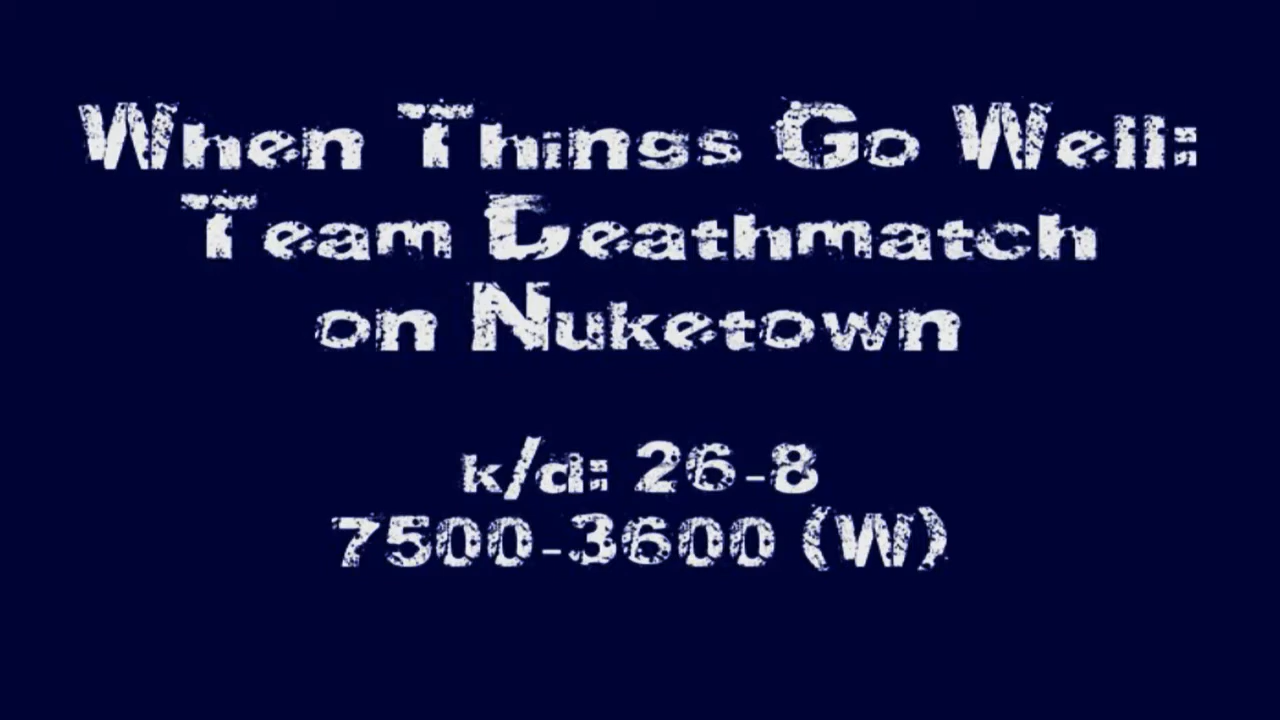 When Things Go Well:
Team Deathmatch
on Nuketown
k/d: 26-8
7500-3600 (W)